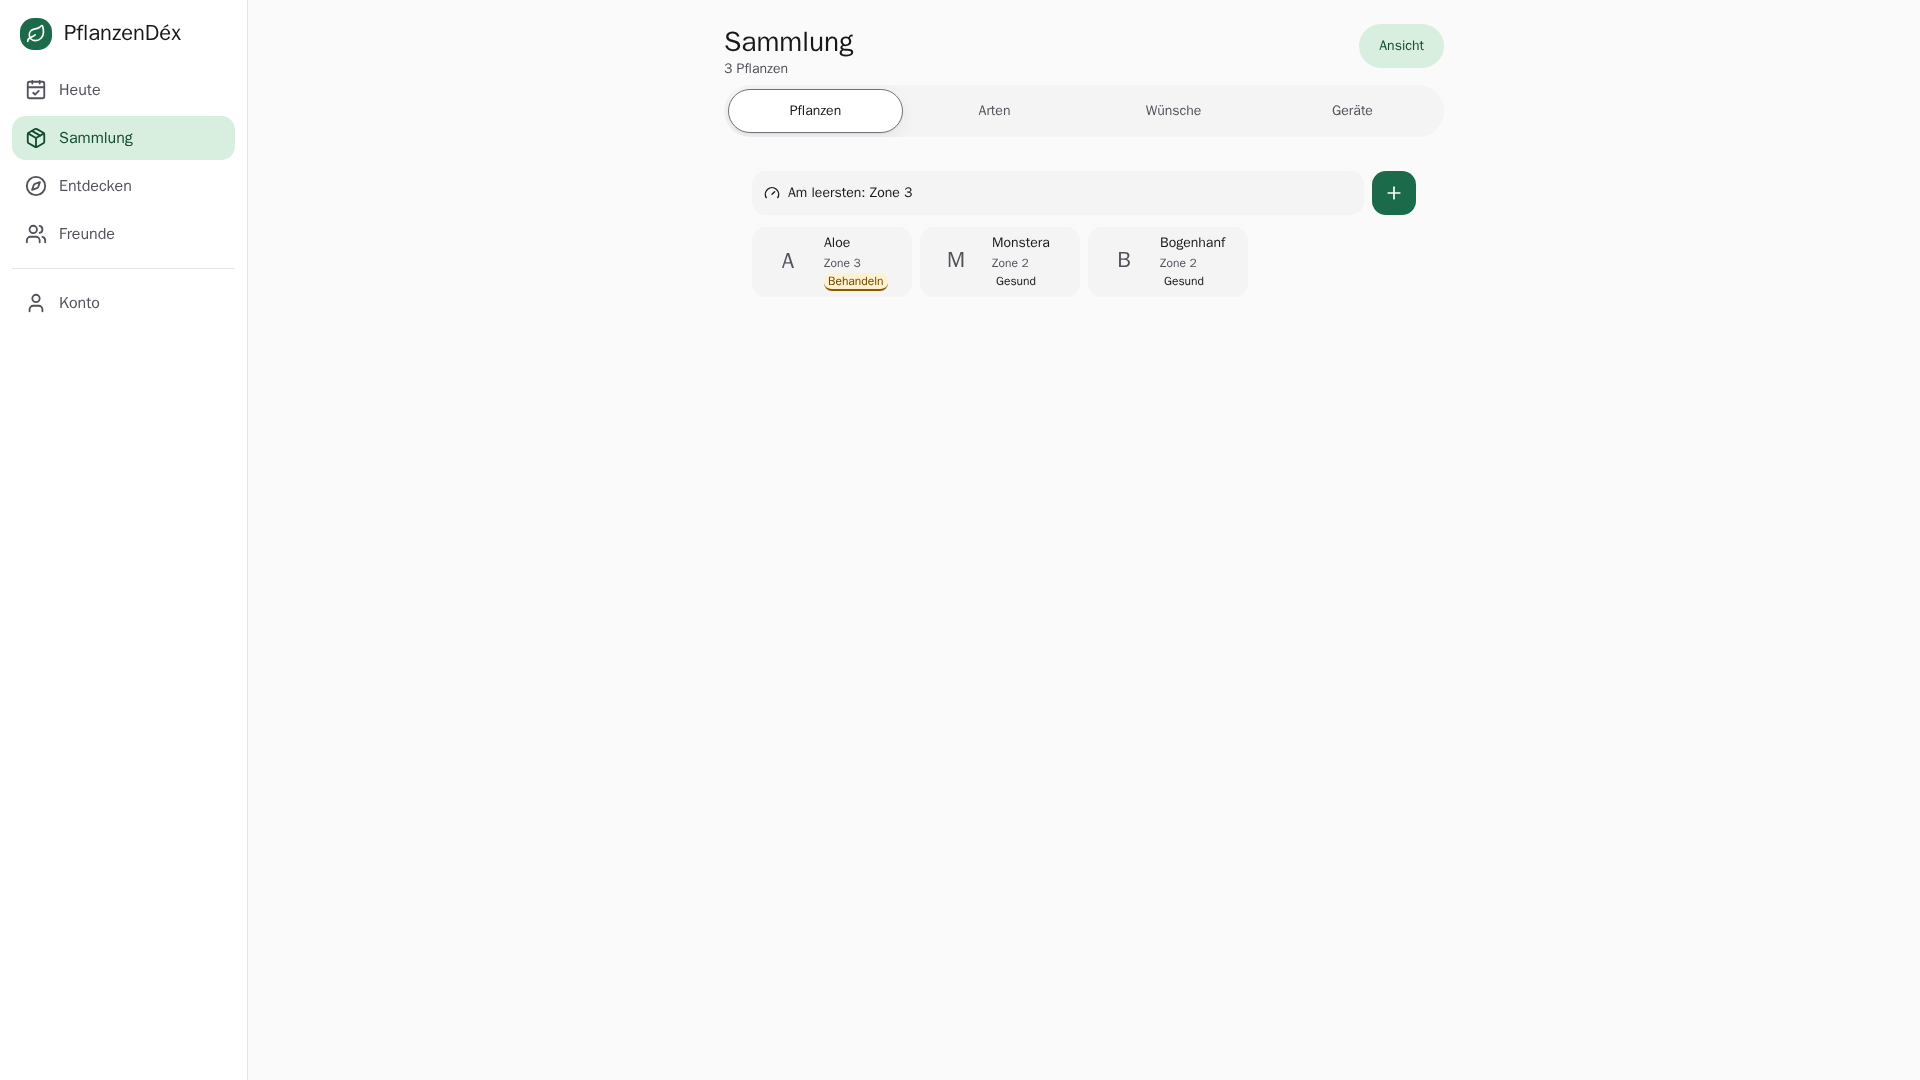 PflanzenDéx
Heute
Sammlung
Entdecken
Freunde
Konto
Sammlung
3 Pflanzen
Ansicht
Pflanzen
Arten
Wünsche
Geräte
Am leersten: Zone 3
A
Aloe
Zone 3
Behandeln
M
Monstera
Zone 2
Gesund
B
Bogenhanf
Zone 2
Gesund